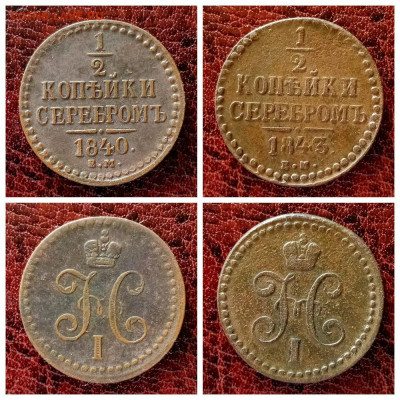 1
2
КОПѢЙКИ
СЕРЕБРОМЪ
1840.
Е.М.
1
2
КОПѢЙКИ
СЕРЕБРОМЪ
1843.
Е.М.
Н
I
Н
I